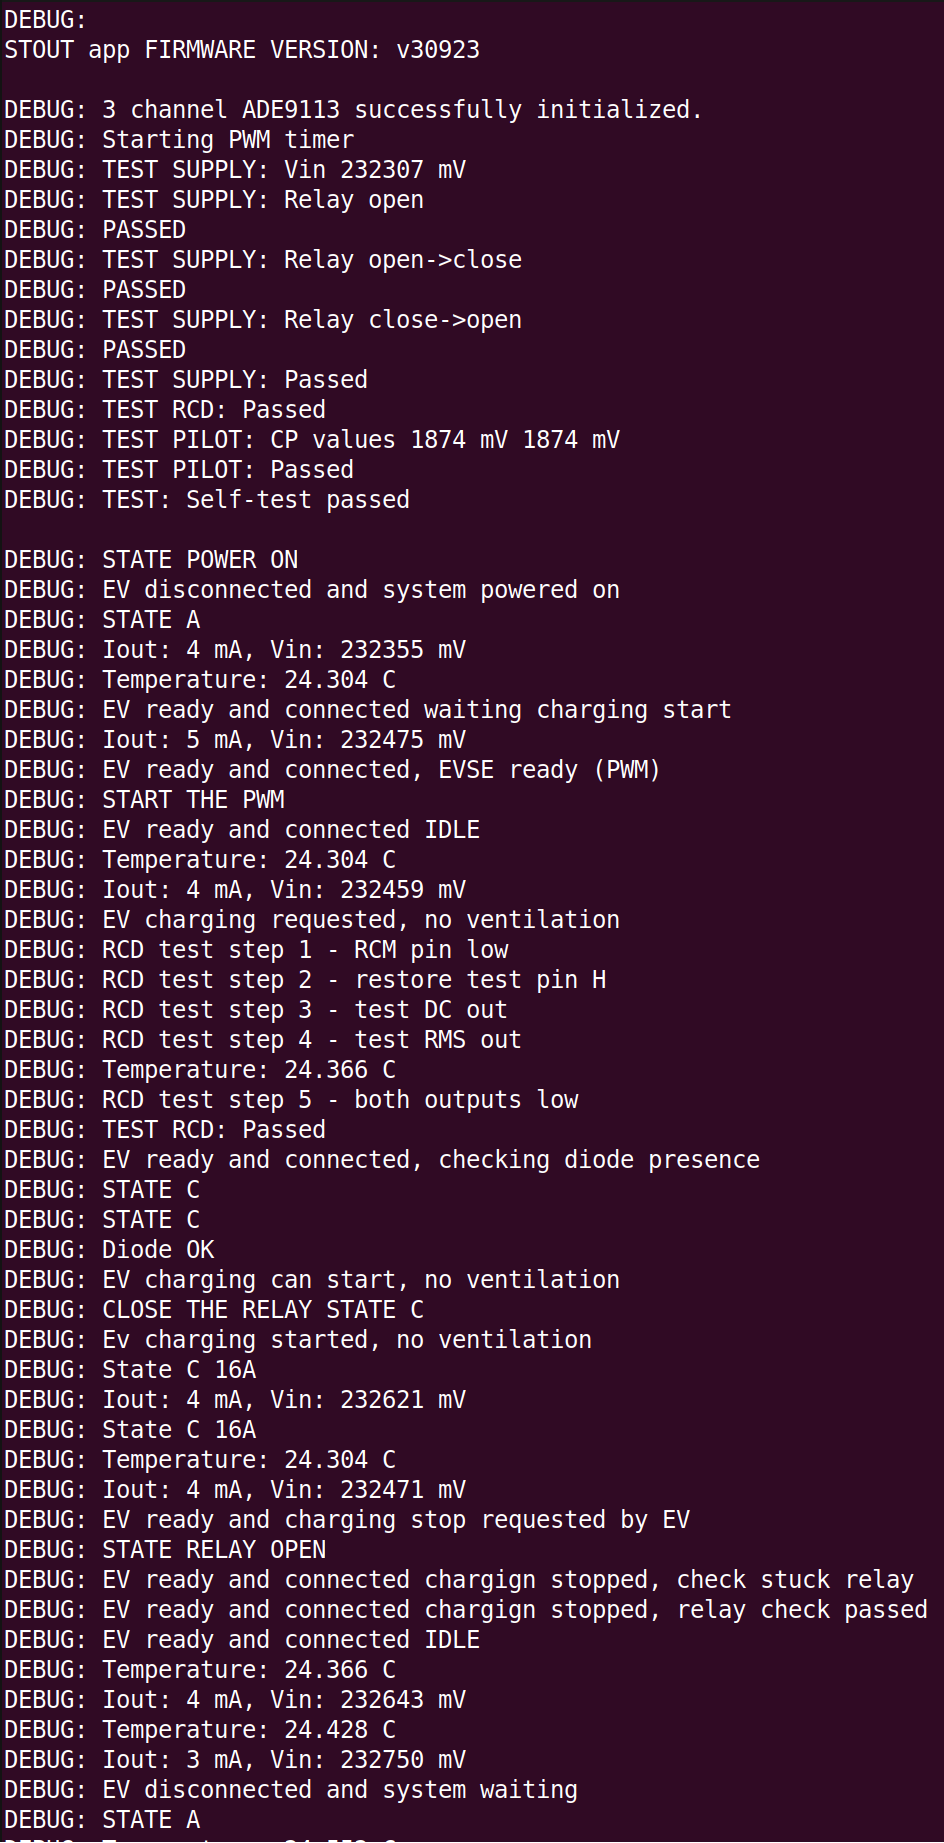 DEBUG:
STOUT app FIRMWARE VERSION: v30923
DEBUG: 3 channel ADE9113 successfully initialized.
DEBUG: Starting PWM timer
DEBUG: TEST SUPPLY: Vin 232307 mV
DEBUG: TEST SUPPLY: Relay open
DEBUG: PASSED
DEBUG: TEST SUPPLY: Relay open->close
DEBUG: PASSED
DEBUG: TEST SUPPLY: Relay close->open
DEBUG: PASSED
DEBUG: TEST SUPPLY: Passed
DEBUG: TEST RCD: Passed
DEBUG: TEST PILOT: CP values 1874 mV 1874 mV
DEBUG: TEST PILOT: Passed
DEBUG: TEST: Self-test passed
DEBUG: STATE POWER ON
DEBUG: EV disconnected and system powered on
DEBUG: STATE A
DEBUG: Iout: 4 mA, Vin: 232355 mV
DEBUG: Temperature: 24.304 C
DEBUG: EV ready and connected waiting charging start
DEBUG: Iout: 5 mA, Vin: 232475 mV
DEBUG: EV ready and connected, EVSE ready (PWM)
DEBUG: START THE PWM
DEBUG: EV ready and connected IDLE
DEBUG: Temperature: 24.304 C
DEBUG: Iout: 4 mA, Vin: 232459 mV
DEBUG: EV charging requested, no ventilation
DEBUG: RCD test step 1 - RCM pin low
DEBUG: RCD test step 2 - restore test pin H
DEBUG: RCD test step 3 - test DC out
DEBUG: RCD test step 4 - test RMS out
DEBUG: Temperature: 24.366 C
DEBUG: RCD test step 5 - both outputs low
DEBUG: TEST RCD: Passed
DEBUG: EV ready and connected, checking diode presence
DEBUG: STATE C
DEBUG: STATE C
DEBUG: Diode OK
DEBUG: EV charging can start, no ventilation
DEBUG: CLOSE THE RELAY STATE C
DEBUG: Ev charging started, no ventilation
DEBUG: State C 16A
DEBUG: Iout: 4 mA, Vin: 232621 mV
DEBUG: State C 16A
DEBUG: Temperature: 24.304 C
DEBUG: Iout: 4 mA, Vin: 232471 mV
DEBUG: EV ready and charging stop requested by EV
DEBUG: STATE RELAY OPEN
DEBUG: EV ready and connected chargign stopped, check stuck relay
DEBUG: EV ready and connected chargign stopped, relay check passed
DEBUG: EV ready and connected IDLE
DEBUG: Temperature: 24.366 C
DEBUG: Iout: 4 mA, Vin: 232643 mV
DEBUG: Temperature: 24.428 C
DEBUG: Iout: 3 mA, Vin: 232750 mV
DEBUG: EV disconnected and system waiting
DEBUG: STATE A